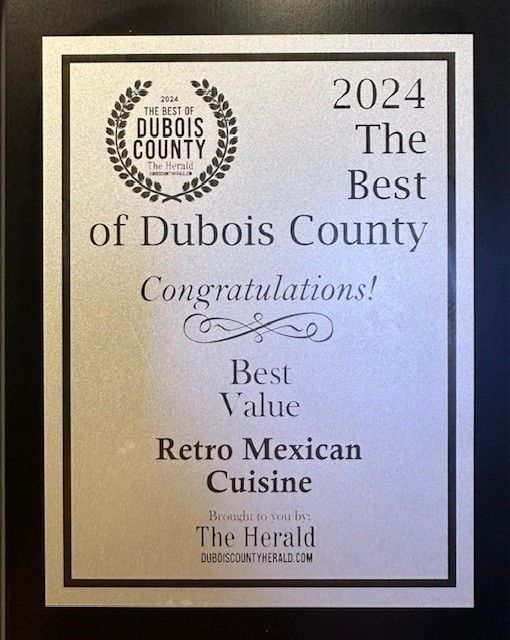 2024
THE BEST OF
DUBOIS
COUNTY
The Herald
DUBOISCOUNTYHERALD.COM
2024
The
Best
of Dubois County
Congratulations!
Best
Value
Retro Mexican
Cuisine
Brought to you by:
The Herald
DUBOISCOUNTYHERALD.COM